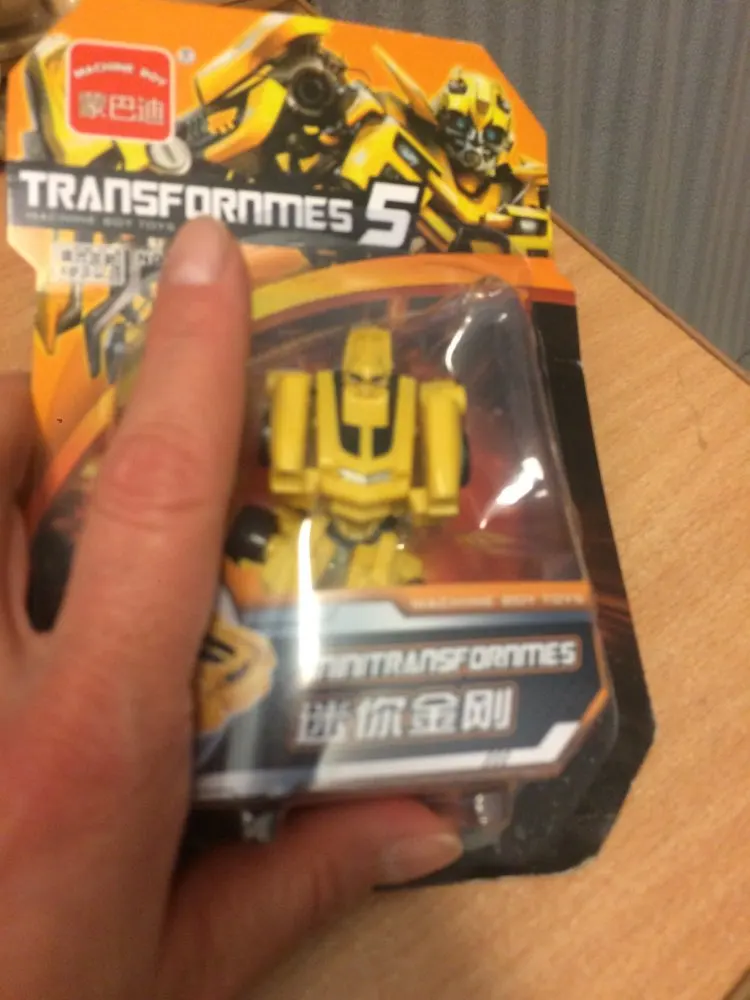 MACHINE BOY
蒙巴迪
TRANSFORNMES 5
MACHINE BOY TOYS
MACHINE BOY TOYS
MINITRANSFORNMES
迷你金刚